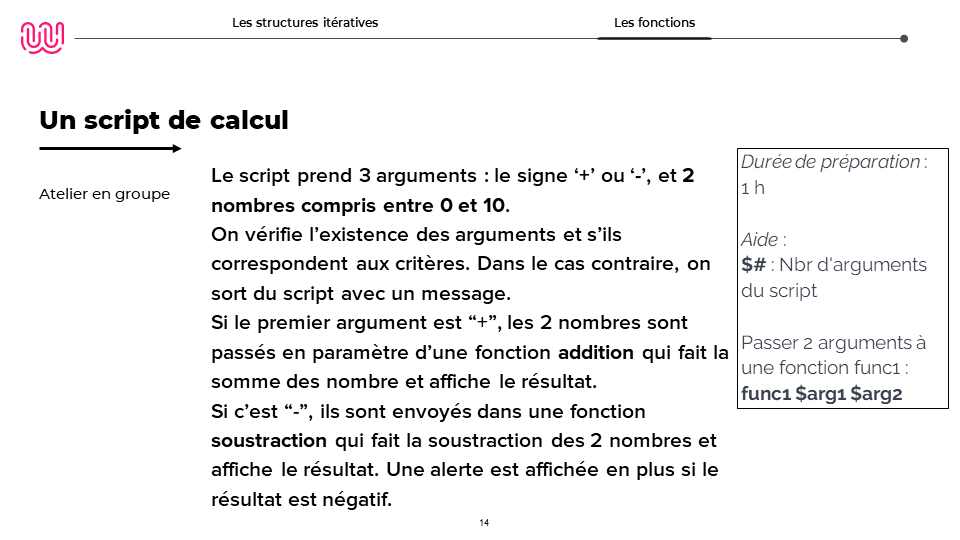 Les structures itératives
Les fonctions
Un script de calcul
Atelier en groupe
Le script prend 3 arguments : le signe ‘+’ ou ‘-’, et 2
nombres compris entre 0 et 10.
On vérifie l’existence des arguments et s’ils
correspondent aux critères. Dans le cas contraire, on
sort du script avec un message.
Si le premier argument est “+”, les 2 nombres sont
passés en paramètre d’une fonction addition qui fait la
somme des nombre et affiche le résultat.
Si c’est “-”, ils sont envoyés dans une fonction
soustraction qui fait la soustraction des 2 nombres et
affiche le résultat. Une alerte est affichée en plus si le
résultat est négatif.
Durée de préparation :
1 h
Aide :
$# : Nbr d'arguments
du script
Passer 2 arguments à
une fonction func1 :
func1 $arg1 $arg2
14